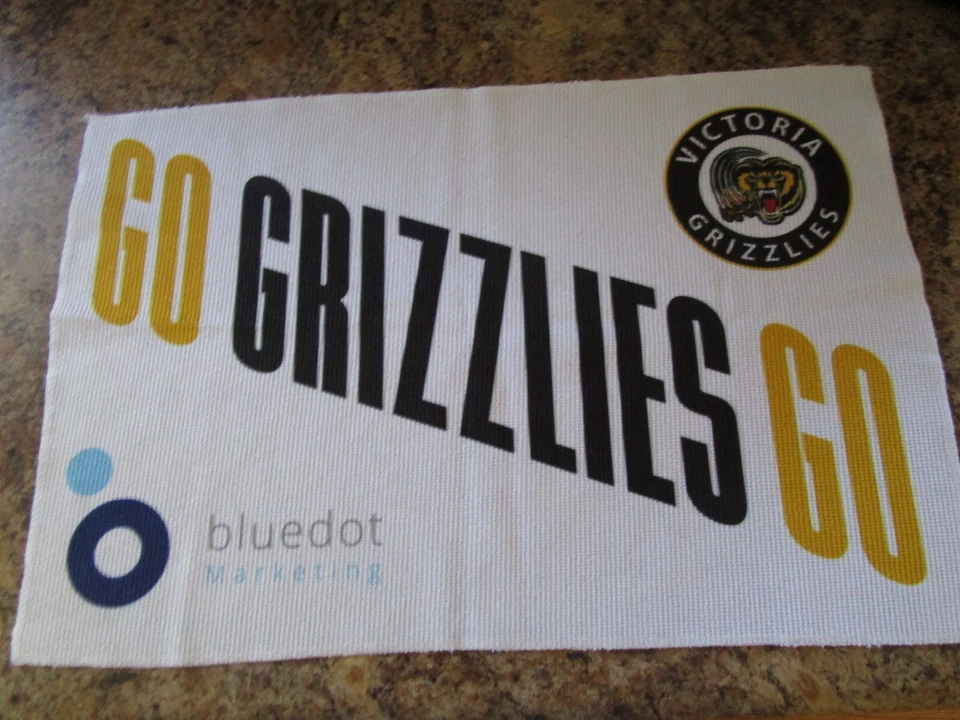 VICTORIA
GRIZZLIES
GO GRIZZLIES GO
bluedot
Marketing